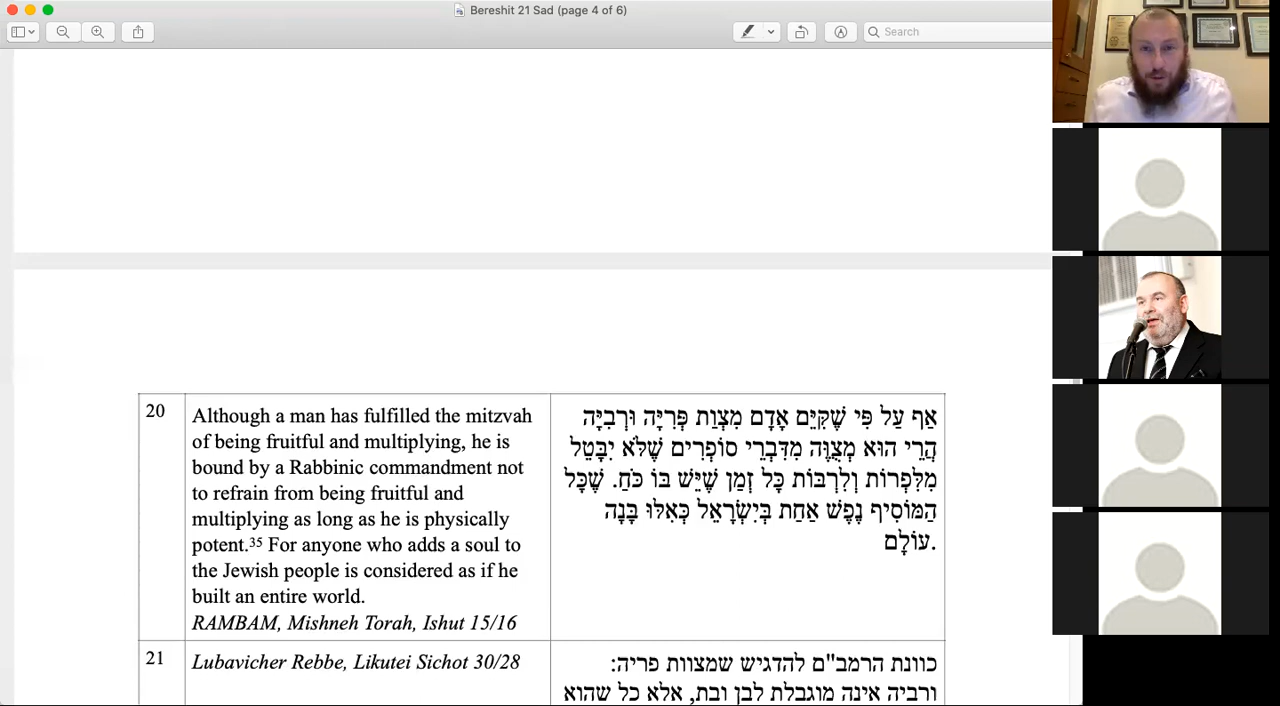 Bereshit 21 Sad (page 4 of 6)
Search
20
Although a man has fulfilled the mitzvah
of being fruitful and multiplying, he is
bound by a Rabbinic commandment not
to refrain from being fruitful and
multiplying as long as he is physically
potent.35 For anyone who adds a soul to
the Jewish people is considered as if he
built an entire world.
RAMBAM, Mishneh Torah, Ishut 15/16
אַף עַל פִּי שֶׁקִּיֵּם אָדָם מִצְוַת פְּרִיָּה וּרְבִיָּה
הֲרֵי הוּא מְצֻוֶּה מִדִּבְרֵי סוֹפְרִים שֶׁלֹּא יִבָּטֵל
מִלִּפְרוֹת וְלִרְבּוֹת כָּל זְמַן שֶׁיֵּשׁ בּוֹ כֹּחַ. שֶׁכָּל
הַמּוֹסִיף נֶפֶשׁ אַחַת בְּיִשְׂרָאֵל כְּאִלּוּ בָּנָה
.עוֹלָם
21
Lubavicher Rebbe, Likutei Sichot 30/28
כוונת הרמב"ם להדגיש שמצוות פריה:
ורביה אינה מוגבלת לבן ובת, אלא כל שהוא